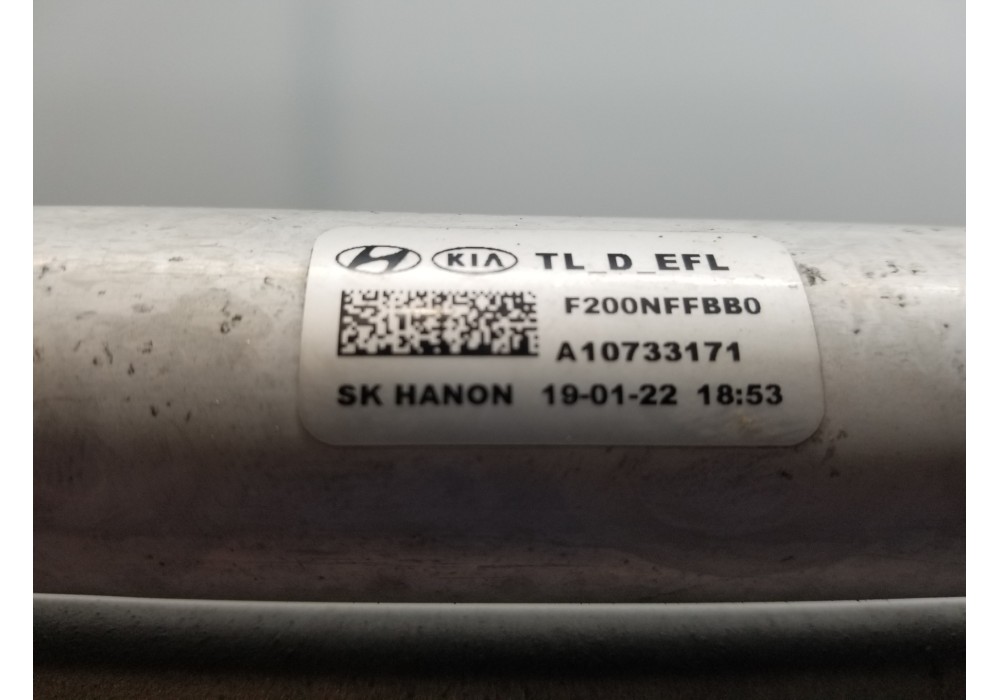 KIA TL_D_EFL
F200NFFBB0
A10733171
SK HANON 19-01-22 18:53